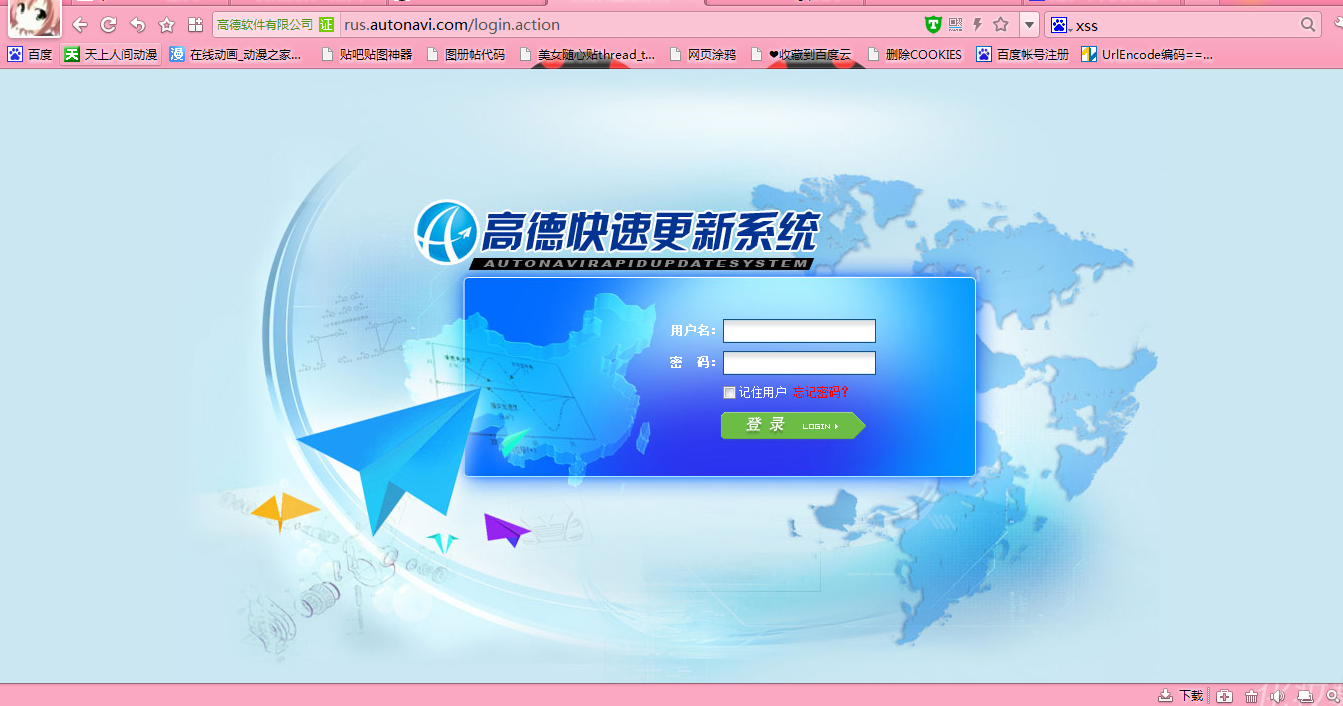 高德软件有限公司 证 rus.autonavi.com/login.action xss
百度 天 天上人间动漫 漫 在线动画_动漫之家... 贴吧贴图神器 图册帖代码 美女随心贴thread_t... 网页涂鸦 ❤收藏到百度云 删除COOKIES 百度帐号注册 UrlEncode编码==...
高德快速更新系统
AUTONAVIRAPIDUPDATESYSTEM
用户名:
密 码:
记住用户 忘记密码?
登 录 LOGIN
下载